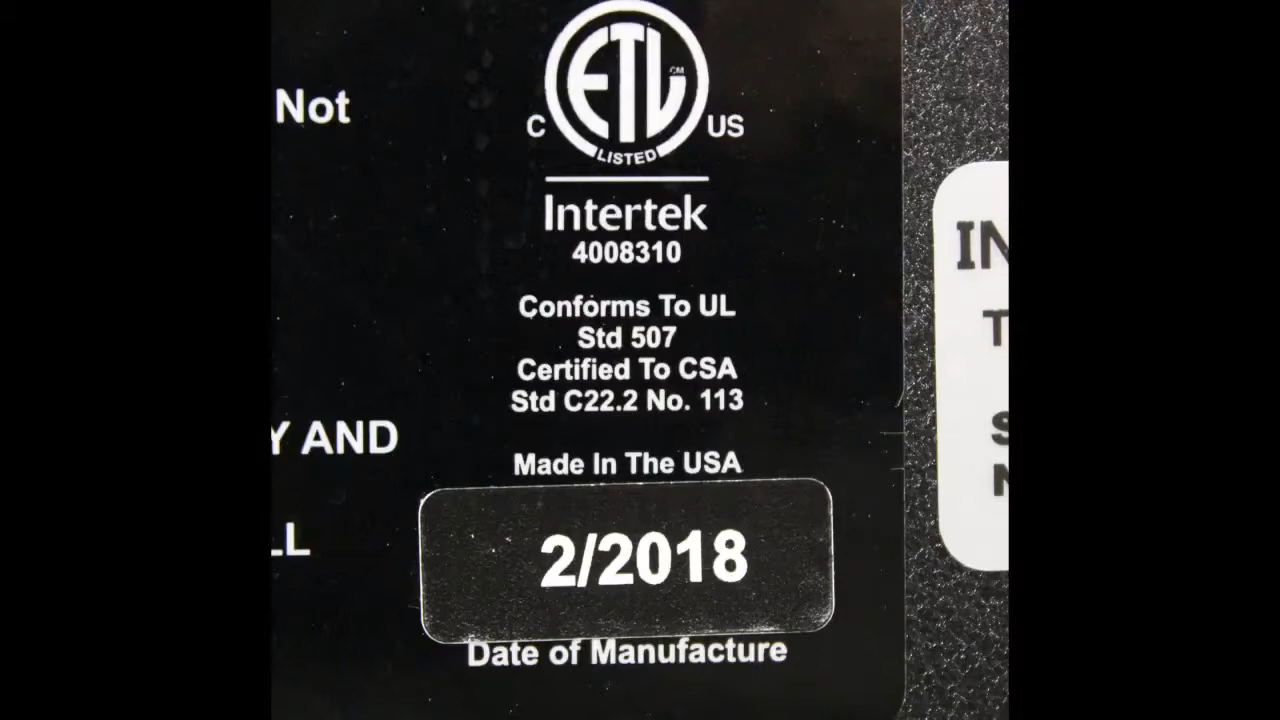 Not
ETL CM
C US
LISTED
Intertek
4008310
Conforms To UL
Std 507
Certified To CSA
Std C22.2 No. 113
Y AND
Made In The USA
LL
2/2018
Date of Manufacture
IN
T
S
N